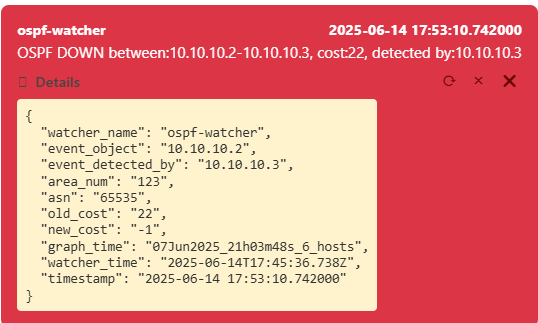 ospf-watcher 2025-06-14 17:53:10.742000
OSPF DOWN between:10.10.10.2-10.10.10.3, cost:22, detected by:10.10.10.3
Details
{
  "watcher_name": "ospf-watcher",
  "event_object": "10.10.10.2",
  "event_detected_by": "10.10.10.3",
  "area_num": "123",
  "asn": "65535",
  "old_cost": "22",
  "new_cost": "-1",
  "graph_time": "07Jun2025_21h03m48s_6_hosts",
  "watcher_time": "2025-06-14T17:45:36.738Z",
  "timestamp": "2025-06-14 17:53:10.742000"
}